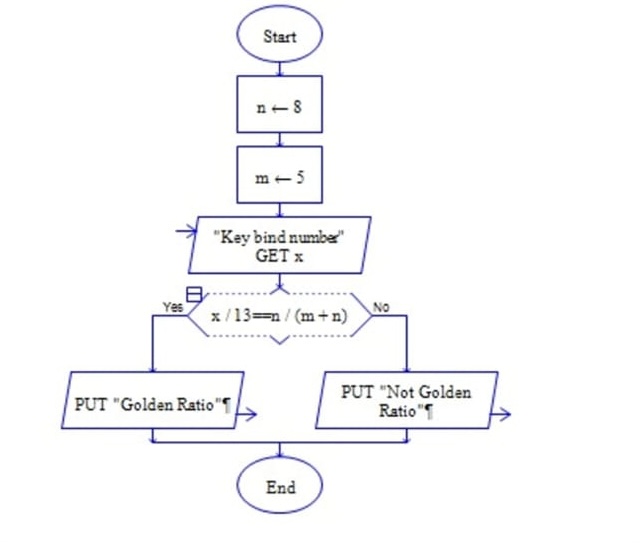 Start
n ← 8
m ← 5
"Key bind number"
GET x
Yes
x / 13==n / (m + n)
No
PUT "Golden Ratio"¶
PUT "Not Golden
Ratio"¶
End